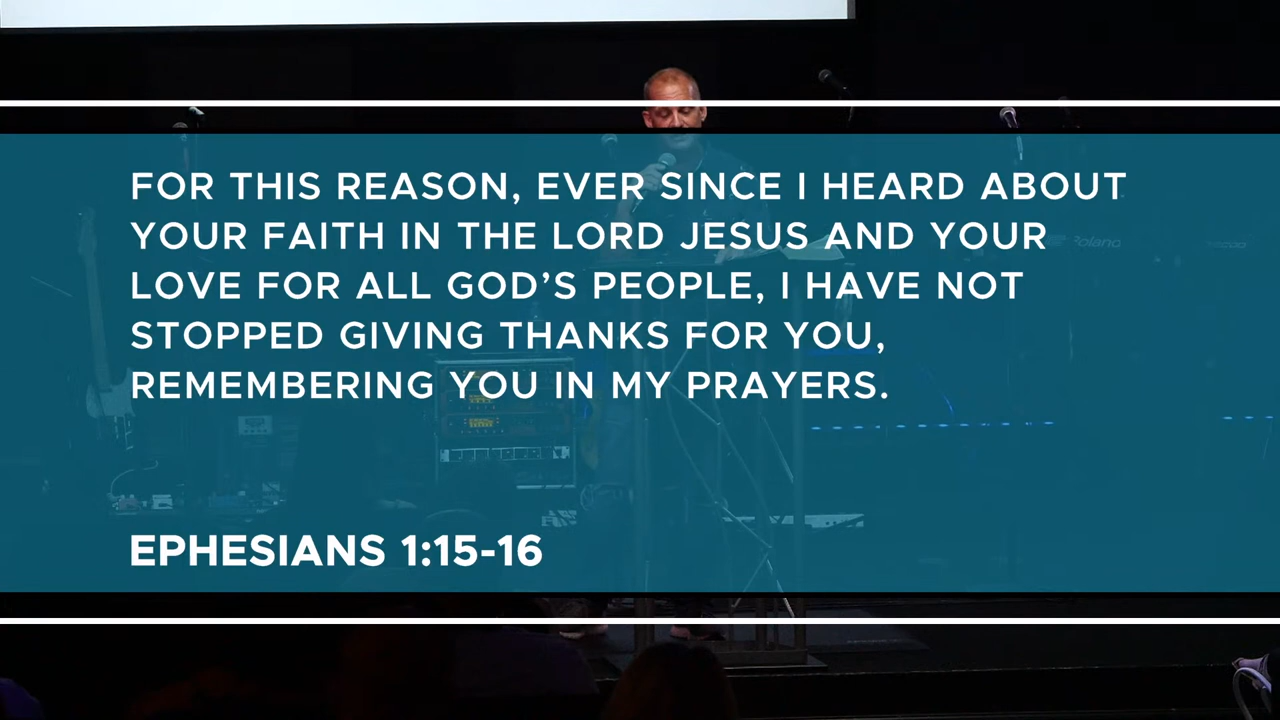 FOR THIS REASON, EVER SINCE I HEARD ABOUT
YOUR FAITH IN THE LORD JESUS AND YOUR
LOVE FOR ALL GOD’S PEOPLE, I HAVE NOT
STOPPED GIVING THANKS FOR YOU,
REMEMBERING YOU IN MY PRAYERS.
Roland
EPHESIANS 1:15-16